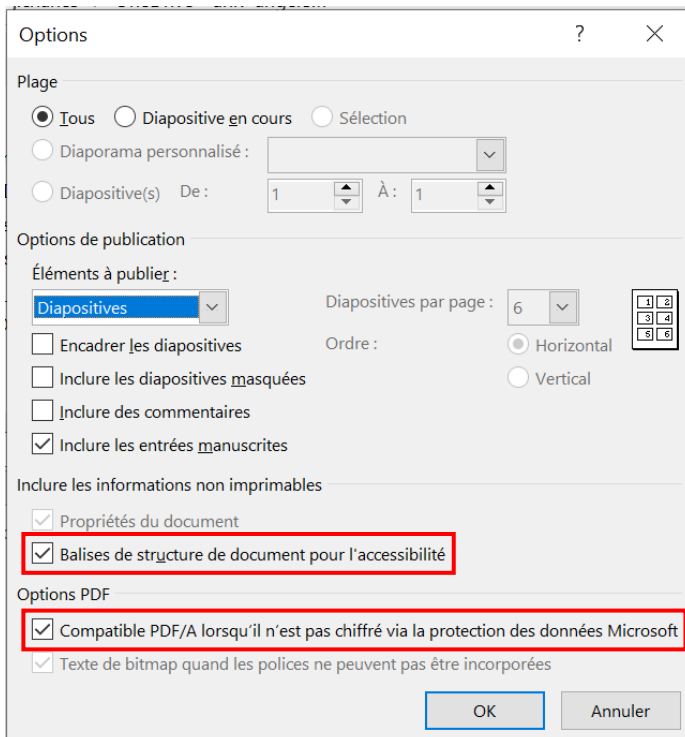 Options ?
Plage
Tous Diapositive en cours Sélection
Diaporama personnalisé :
Diapositive(s) De : 1 À : 1
Options de publication
Éléments à publier :
Diapositives Diapositives par page : 6
Encadrer les diapositives Ordre : Horizontal
Inclure les diapositives masquées Vertical
Inclure des commentaires
Inclure les entrées manuscrites
1 2
3 4
5 6
Inclure les informations non imprimables
Propriétés du document
Balises de structure de document pour l'accessibilité
Options PDF
Compatible PDF/A lorsqu'il n'est pas chiffré via la protection des données Microsoft
Texte de bitmap quand les polices ne peuvent pas être incorporées
OK Annuler